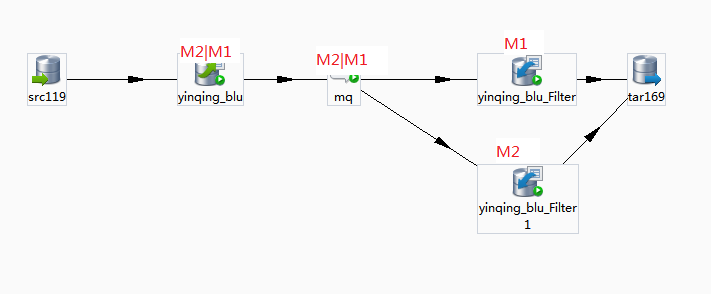 M2|M1
M2|M1
M1
src119
yinqing_blu
mq
yinqing_blu_Filter
tar169
M2
yinqing_blu_Filter
1